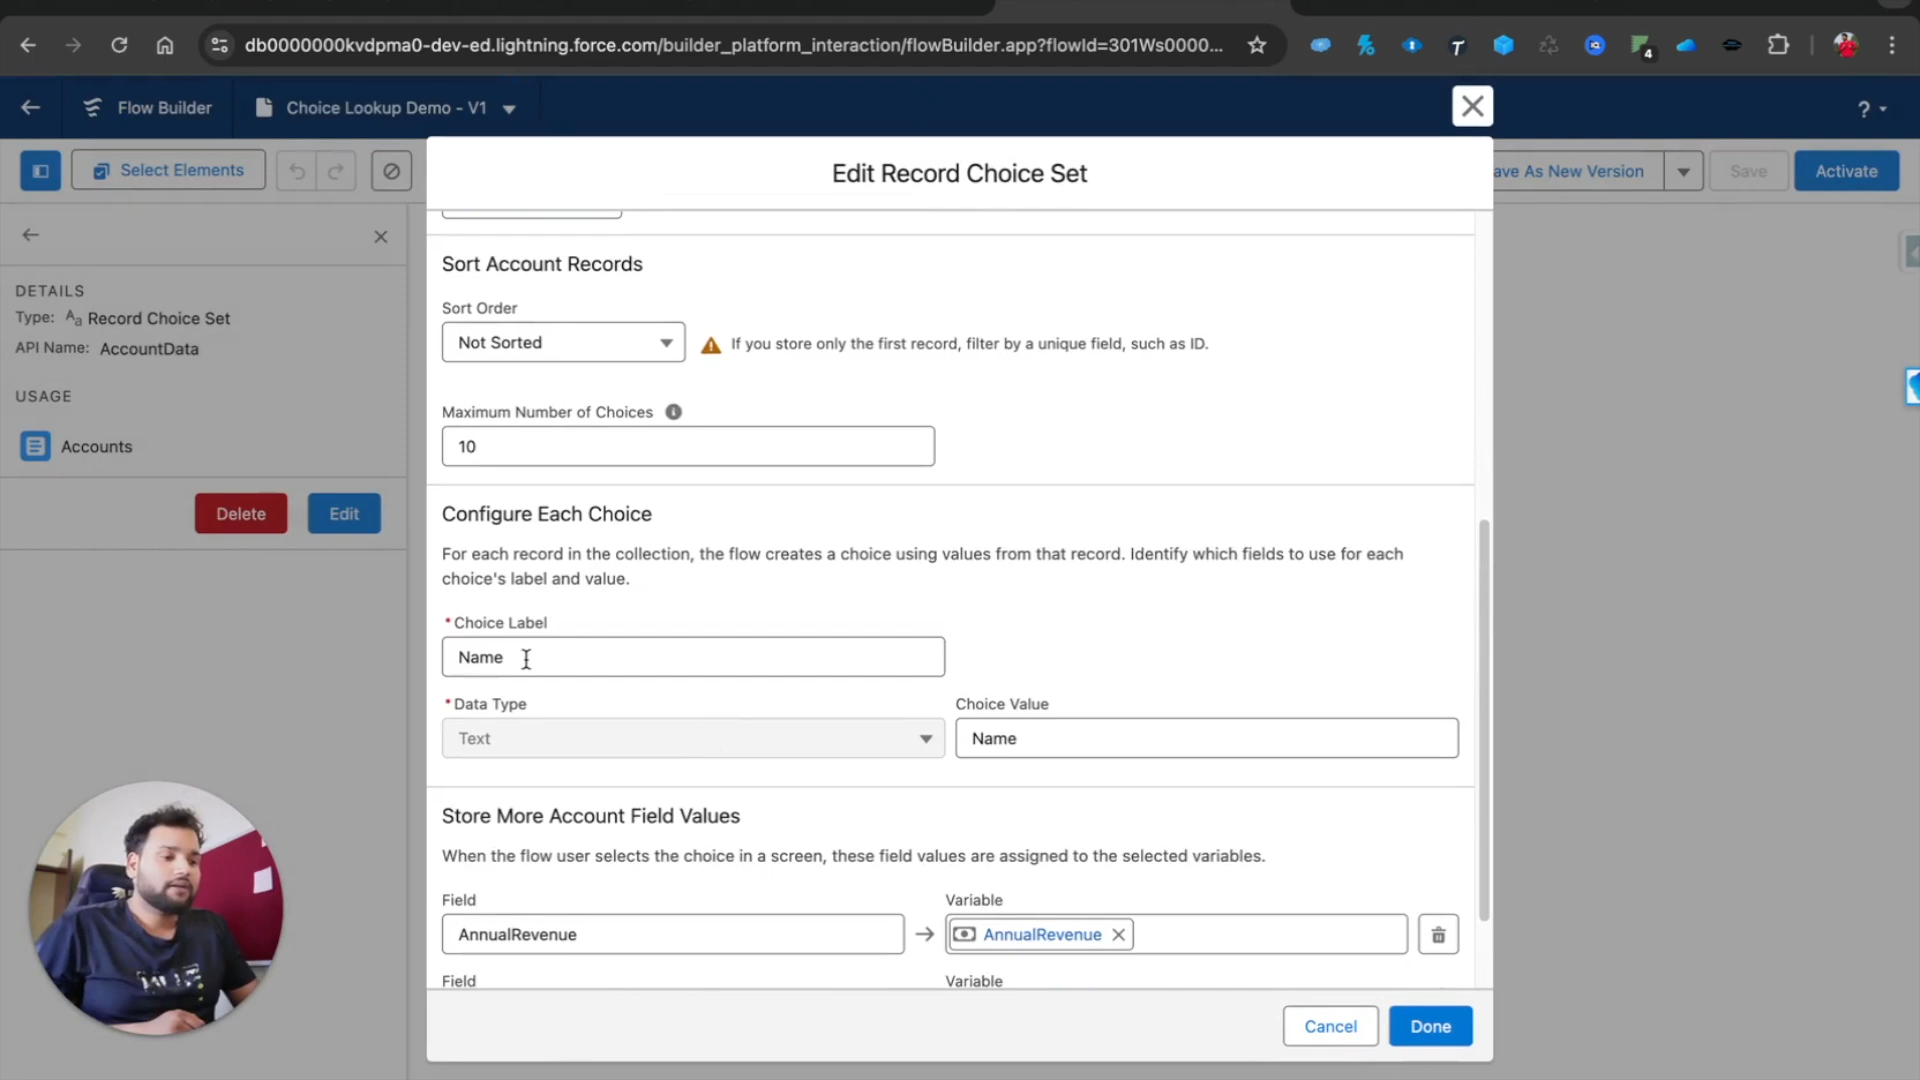 db0000000kvdpma0-dev-ed.lightning.force.com/builder_platform_interaction/flowBuilder.app?flowId=301Ws0000...
4
Flow Builder
Choice Lookup Demo - V1
?
Select Elements
Edit Record Choice Set
ave As New Version
Save
Activate
DETAILS
Type: Aa Record Choice Set
API Name: AccountData
USAGE
Accounts
Delete
Edit
Sort Account Records
Sort Order
Not Sorted
If you store only the first record, filter by a unique field, such as ID.
Maximum Number of Choices
10
Configure Each Choice
For each record in the collection, the flow creates a choice using values from that record. Identify which fields to use for each
choice's label and value.
* Choice Label
Name
* Data Type
Choice Value
Text
Name
Store More Account Field Values
When the flow user selects the choice in a screen, these field values are assigned to the selected variables.
Field
Variable
AnnualRevenue
AnnualRevenue
Field
Variable
Cancel
Done